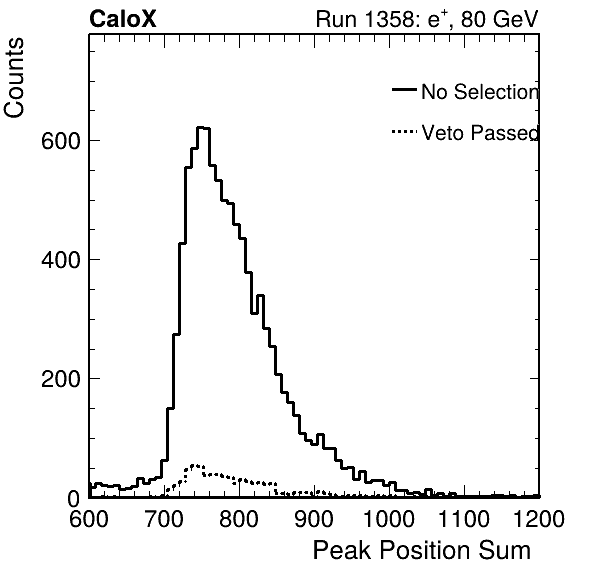 CaloX Run 1358: e⁺, 80 GeV
Counts
No Selection
Veto Passed
600
400
200
0
600 700 800 900 1000 1100 1200
Peak Position Sum